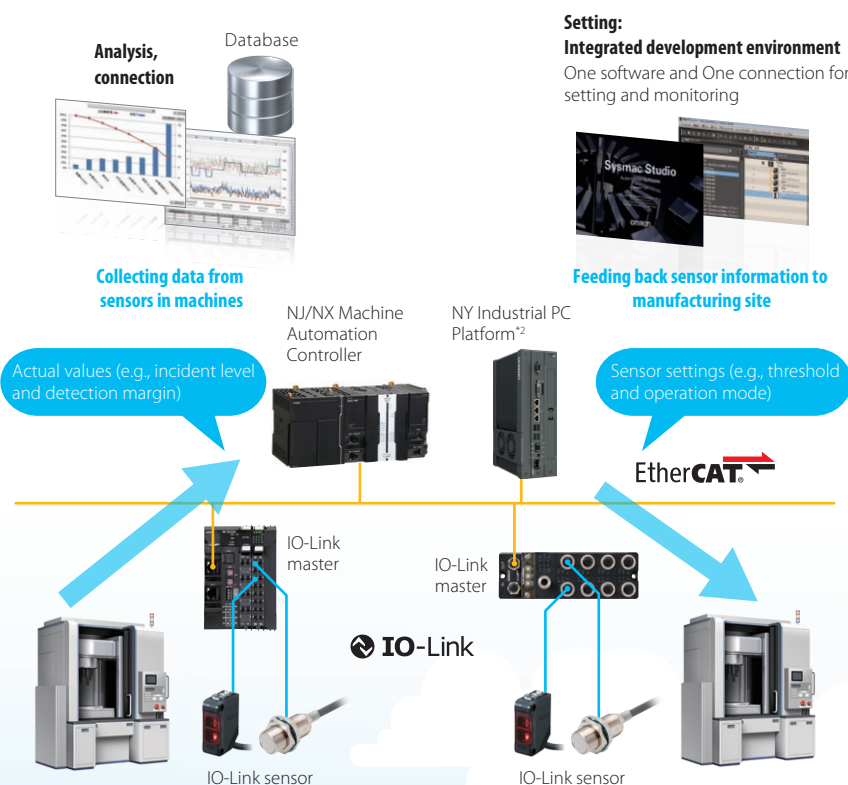 Analysis,
connection
Database
Setting:
Integrated development environment
One software and One connection for
setting and monitoring
Sysmac Studio
OMRON
Collecting data from
sensors in machines
Feeding back sensor information to
manufacturing site
NJ/NX Machine
Automation
Controller
NY Industrial PC
Platform*2
Actual values (e.g., incident level
and detection margin)
Sensor settings (e.g., threshold
and operation mode)
EtherCAT®
IO-Link
master
IO-Link
master
IO-Link
IO-Link sensor
IO-Link sensor